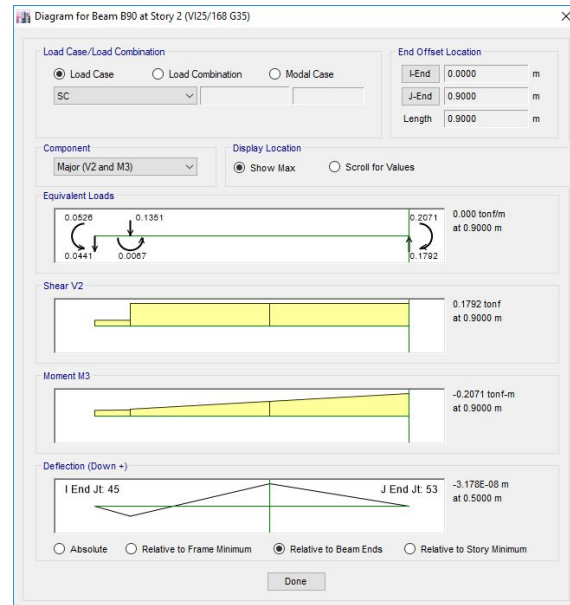 Diagram for Beam B90 at Story 2 (VI25/168 G35)
Load Case/Load Combination
Load Case Load Combination Modal Case
SC
End Offset Location
I-End 0.0000 m
J-End 0.9000 m
Length 0.9000 m
Component
Major (V2 and M3)
Display Location
Show Max Scroll for Values
Equivalent Loads
0.0526 0.1351 0.2071
0.0441 0.0067 0.1792
0.000 tonf/m
at 0.9000 m
Shear V2
0.1792 tonf
at 0.9000 m
Moment M3
-0.2071 tonf-m
at 0.9000 m
Deflection (Down +)
I End Jt: 45 J End Jt: 53
-3.178E-08 m
at 0.5000 m
Absolute Relative to Frame Minimum Relative to Beam Ends Relative to Story Minimum
Done